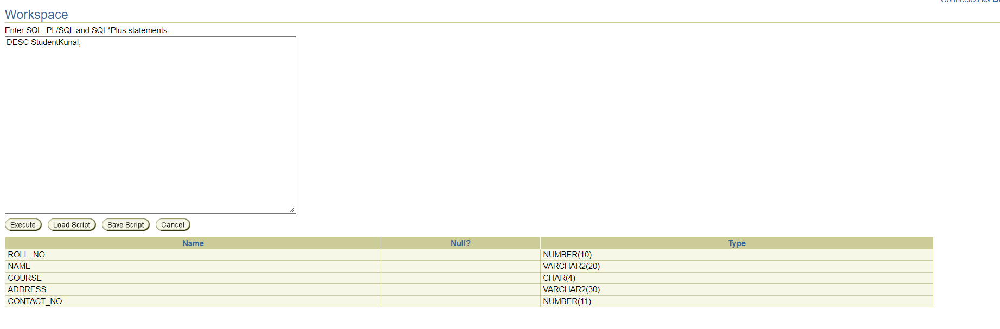 Connected as
Workspace
Enter SQL, PL/SQL and SQL*Plus statements.
DESC StudentKunal;
Execute Load Script Save Script Cancel
Name Null? Type
ROLL_NO NUMBER(10)
NAME VARCHAR2(20)
COURSE CHAR(4)
ADDRESS VARCHAR2(30)
CONTACT_NO NUMBER(11)